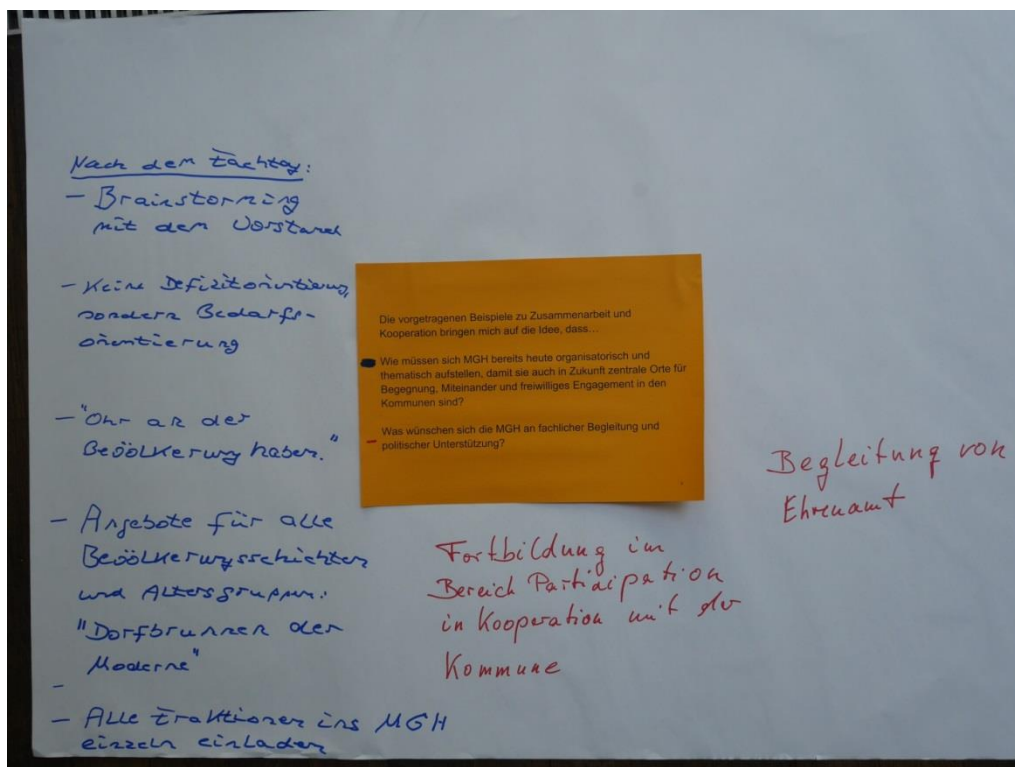 Nach dem Fachtag:
- Brainstorming
mit dem Vorstand
- Keine Defizitorientierung,
sondern Bedarfs-
orientierung
- "Ohr an der
Bevölkerung haben."
- Angebote für alle
Bevölkerungsschichten
und Altersgruppen:
"Dorfbrunnen der
Moderne"
-
- Alle Fraktionen ins MGH
einzeln einladen
Die vorgetragenen Beispiele zu Zusammenarbeit und
Kooperation bringen mich auf die Idee, dass…
Wie müssen sich MGH bereits heute organisatorisch und
thematisch aufstellen, damit sie auch in Zukunft zentrale Orte für
Begegnung, Miteinander und freiwilliges Engagement in den
Kommunen sind?
- Was wünschen sich die MGH an fachlicher Begleitung und
politischer Unterstützung?
Fortbildung im
Bereich Partizipation
in Kooperation mit der
Kommune
Begleitung von
Ehrenamt